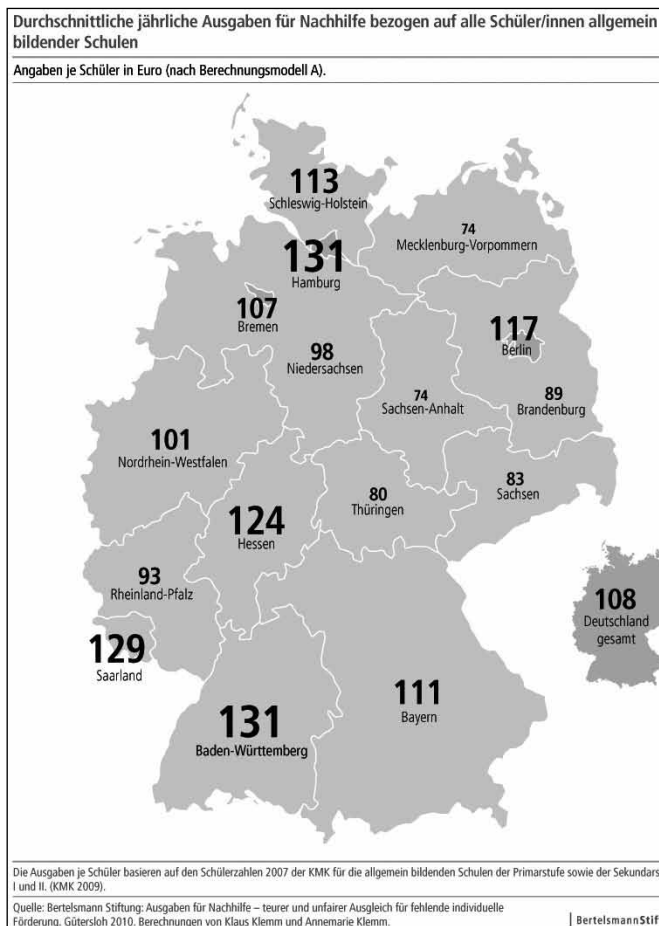 Durchschnittliche jährliche Ausgaben für Nachhilfe bezogen auf alle Schüler/innen allgemein
bildender Schulen
Angaben je Schüler in Euro (nach Berechnungsmodell A).
113
Schleswig-Holstein
74
Mecklenburg-Vorpommern
131
Hamburg
107
Bremen
117
Berlin
98
Niedersachsen
74
Sachsen-Anhalt
89
Brandenburg
101
Nordrhein-Westfalen
83
Sachsen
80
Thüringen
124
Hessen
93
Rheinland-Pfalz
108
Deutschland
gesamt
129
Saarland
111
Bayern
131
Baden-Württemberg
Die Ausgaben je Schüler basieren auf den Schülerzahlen 2007 der KMK für die allgemein bildenden Schulen der Primarstufe sowie der Sekundars
I und II. (KMK 2009).
Quelle: Bertelsmann Stiftung: Ausgaben für Nachhilfe – teurer und unfairer Ausgleich für fehlende individuelle
Förderung. Gütersloh 2010. Berechnungen von Klaus Klemm und Annemarie Klemm.
BertelsmannStif